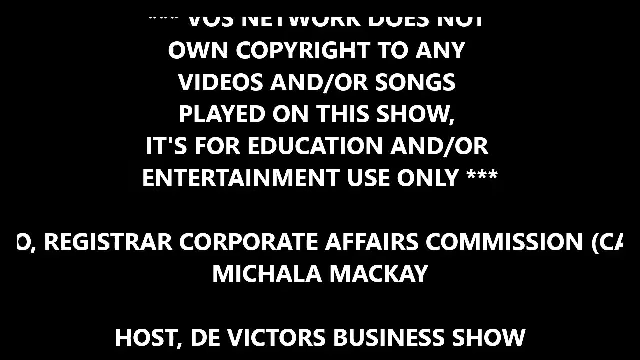 *** VOS NETWORK DOES NOT
OWN COPYRIGHT TO ANY
VIDEOS AND/OR SONGS
PLAYED ON THIS SHOW,
IT'S FOR EDUCATION AND/OR
ENTERTAINMENT USE ONLY ***
O, REGISTRAR CORPORATE AFFAIRS COMMISSION (CA
MICHALA MACKAY
HOST, DE VICTORS BUSINESS SHOW